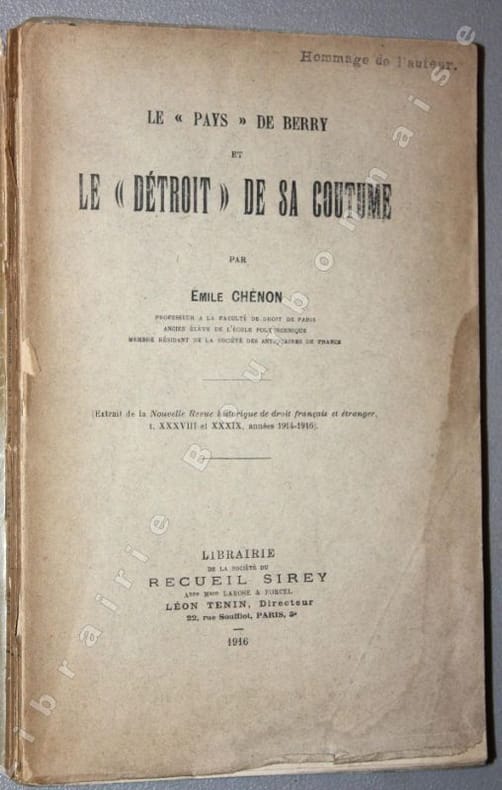 Hommage de l'auteur.
LE « PAYS » DE BERRY
ET
LE « DÉTROIT » DE SA COUTUME
PAR
ÉMILE CHÉNON
PROFESSEUR A LA FACULTÉ DE DROIT DE PARIS
ANCIEN ÉLÈVE DE L'ÉCOLE POLYTECHNIQUE
MEMBRE RÉSIDANT DE LA SOCIÉTÉ DES ANTIQUAIRES DE FRANCE
(Extrait de la Nouvelle Revue historique de droit français et étranger,
t. XXXVIII et XXXIX, années 1914-1916).
LIBRAIRIE
DE LA SOCIÉTÉ DU
RECUEIL SIREY
LAROSE & FORCEL
LÉON TENIN, Directeur
22, rue Soufflot, PARIS, 5e
1916
Librairie Bourbonnaise